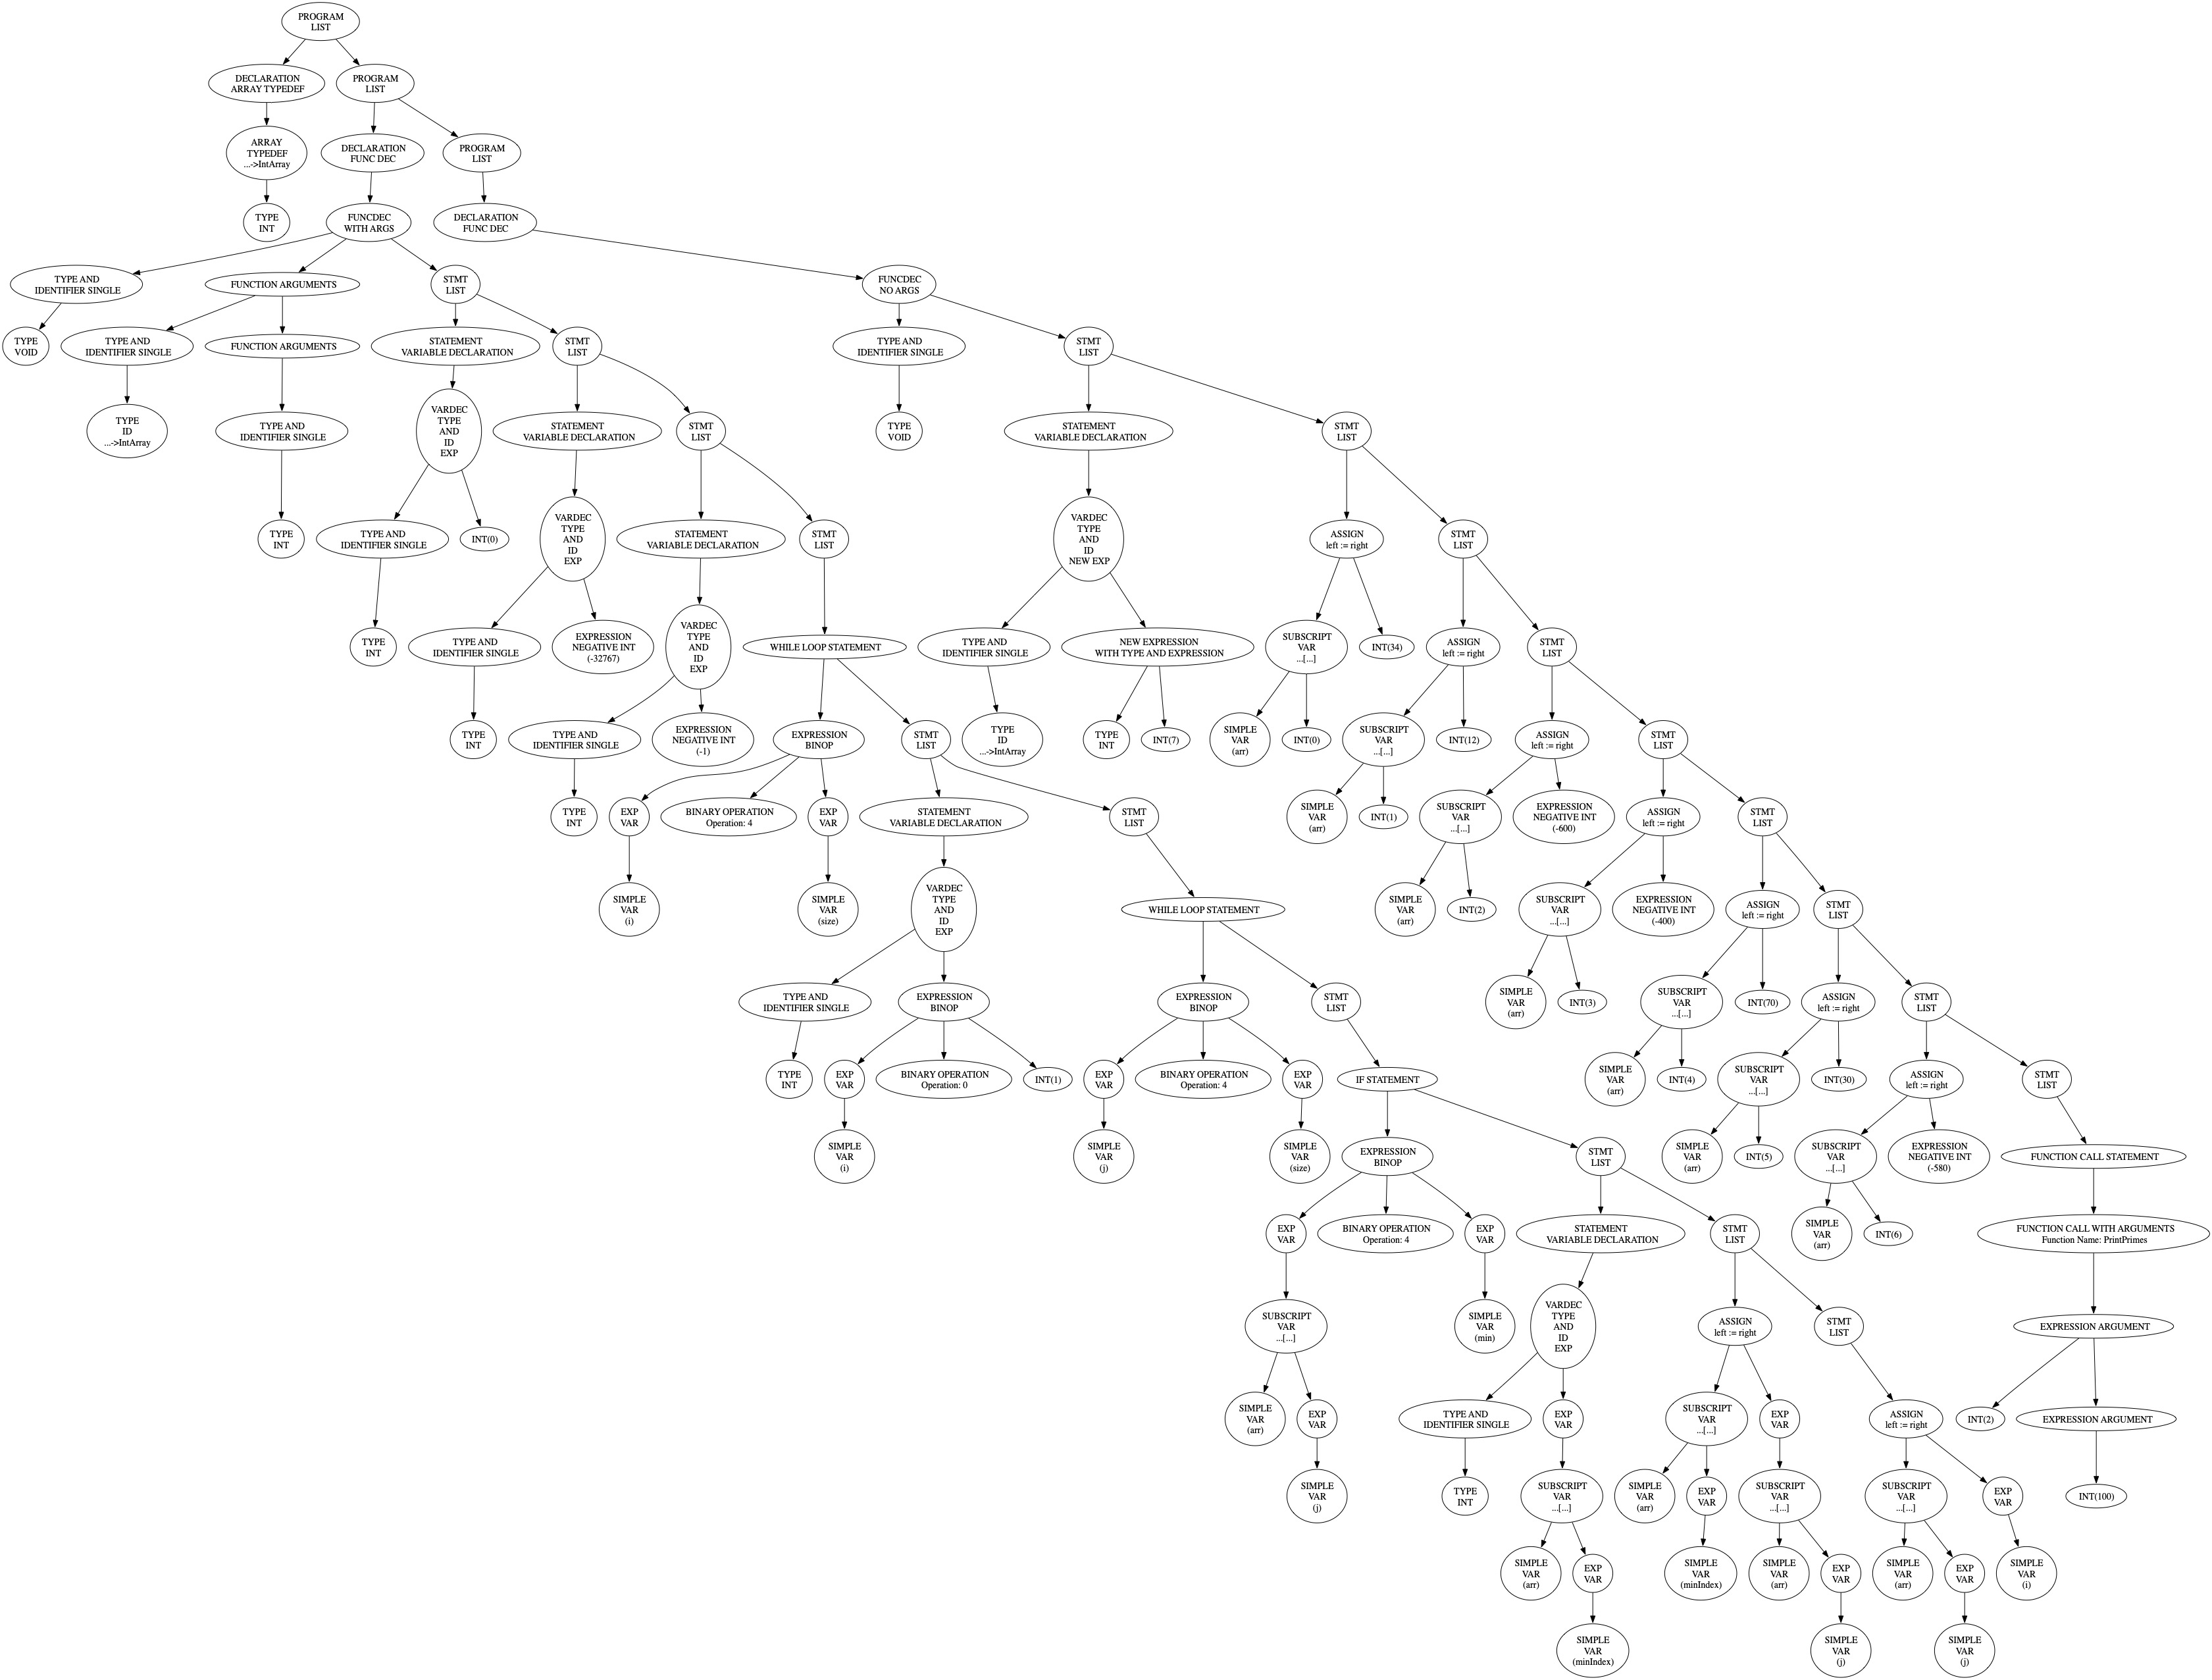 PROGRAM
LIST
DECLARATION
ARRAY TYPEDEF
PROGRAM
LIST
ARRAY
TYPEDEF
...->IntArray
DECLARATION
FUNC DEC
PROGRAM
LIST
TYPE
INT
FUNCDEC
WITH ARGS
DECLARATION
FUNC DEC
TYPE AND
IDENTIFIER SINGLE
FUNCTION ARGUMENTS
STMT
LIST
FUNCDEC
NO ARGS
TYPE
VOID
TYPE AND
IDENTIFIER SINGLE
FUNCTION ARGUMENTS
STATEMENT
VARIABLE DECLARATION
STMT
LIST
TYPE AND
IDENTIFIER SINGLE
STMT
LIST
TYPE
ID
...->IntArray
TYPE AND
IDENTIFIER SINGLE
VARDEC
TYPE
AND
ID
EXP
STATEMENT
VARIABLE DECLARATION
STMT
LIST
TYPE
VOID
STATEMENT
VARIABLE DECLARATION
STMT
LIST
TYPE
INT
TYPE AND
IDENTIFIER SINGLE
INT(0)
VARDEC
TYPE
AND
ID
EXP
STATEMENT
VARIABLE DECLARATION
STMT
LIST
VARDEC
TYPE
AND
ID
NEW EXP
ASSIGN
left := right
STMT
LIST
TYPE
INT
TYPE AND
IDENTIFIER SINGLE
EXPRESSION
NEGATIVE INT
(-32767)
VARDEC
TYPE
AND
ID
EXP
WHILE LOOP STATEMENT
TYPE AND
IDENTIFIER SINGLE
NEW EXPRESSION
WITH TYPE AND EXPRESSION
SUBSCRIPT
VAR
...[...]
INT(34)
ASSIGN
left := right
STMT
LIST
TYPE
INT
TYPE AND
IDENTIFIER SINGLE
EXPRESSION
NEGATIVE INT
(-1)
EXPRESSION
BINOP
STMT
LIST
TYPE
ID
...->IntArray
TYPE
INT
INT(7)
SIMPLE
VAR
(arr)
INT(0)
SUBSCRIPT
VAR
...[...]
INT(12)
ASSIGN
left := right
STMT
LIST
TYPE
INT
EXP
VAR
BINARY OPERATION
Operation: 4
EXP
VAR
STATEMENT
VARIABLE DECLARATION
STMT
LIST
SIMPLE
VAR
(arr)
INT(1)
SUBSCRIPT
VAR
...[...]
EXPRESSION
NEGATIVE INT
(-600)
ASSIGN
left := right
STMT
LIST
SIMPLE
VAR
(i)
SIMPLE
VAR
(size)
VARDEC
TYPE
AND
ID
EXP
WHILE LOOP STATEMENT
SIMPLE
VAR
(arr)
INT(2)
SUBSCRIPT
VAR
...[...]
EXPRESSION
NEGATIVE INT
(-400)
ASSIGN
left := right
STMT
LIST
TYPE AND
IDENTIFIER SINGLE
EXPRESSION
BINOP
EXPRESSION
BINOP
STMT
LIST
SIMPLE
VAR
(arr)
INT(3)
SUBSCRIPT
VAR
...[...]
INT(70)
ASSIGN
left := right
STMT
LIST
TYPE
INT
EXP
VAR
BINARY OPERATION
Operation: 0
INT(1)
EXP
VAR
BINARY OPERATION
Operation: 4
EXP
VAR
IF STATEMENT
SIMPLE
VAR
(arr)
INT(4)
SUBSCRIPT
VAR
...[...]
INT(30)
ASSIGN
left := right
STMT
LIST
SIMPLE
VAR
(i)
SIMPLE
VAR
(j)
SIMPLE
VAR
(size)
EXPRESSION
BINOP
STMT
LIST
SIMPLE
VAR
(arr)
INT(5)
SUBSCRIPT
VAR
...[...]
EXPRESSION
NEGATIVE INT
(-580)
FUNCTION CALL STATEMENT
EXP
VAR
BINARY OPERATION
Operation: 4
EXP
VAR
STATEMENT
VARIABLE DECLARATION
STMT
LIST
SIMPLE
VAR
(arr)
INT(6)
FUNCTION CALL WITH ARGUMENTS
Function Name: PrintPrimes
SUBSCRIPT
VAR
...[...]
SIMPLE
VAR
(min)
VARDEC
TYPE
AND
ID
EXP
ASSIGN
left := right
STMT
LIST
EXPRESSION ARGUMENT
SIMPLE
VAR
(arr)
EXP
VAR
TYPE AND
IDENTIFIER SINGLE
EXP
VAR
SUBSCRIPT
VAR
...[...]
EXP
VAR
ASSIGN
left := right
INT(2)
EXPRESSION ARGUMENT
SIMPLE
VAR
(j)
TYPE
INT
SUBSCRIPT
VAR
...[...]
SIMPLE
VAR
(arr)
EXP
VAR
SUBSCRIPT
VAR
...[...]
SUBSCRIPT
VAR
...[...]
EXP
VAR
INT(100)
SIMPLE
VAR
(arr)
EXP
VAR
SIMPLE
VAR
(minIndex)
SIMPLE
VAR
(arr)
EXP
VAR
SIMPLE
VAR
(arr)
EXP
VAR
SIMPLE
VAR
(i)
SIMPLE
VAR
(minIndex)
SIMPLE
VAR
(j)
SIMPLE
VAR
(j)